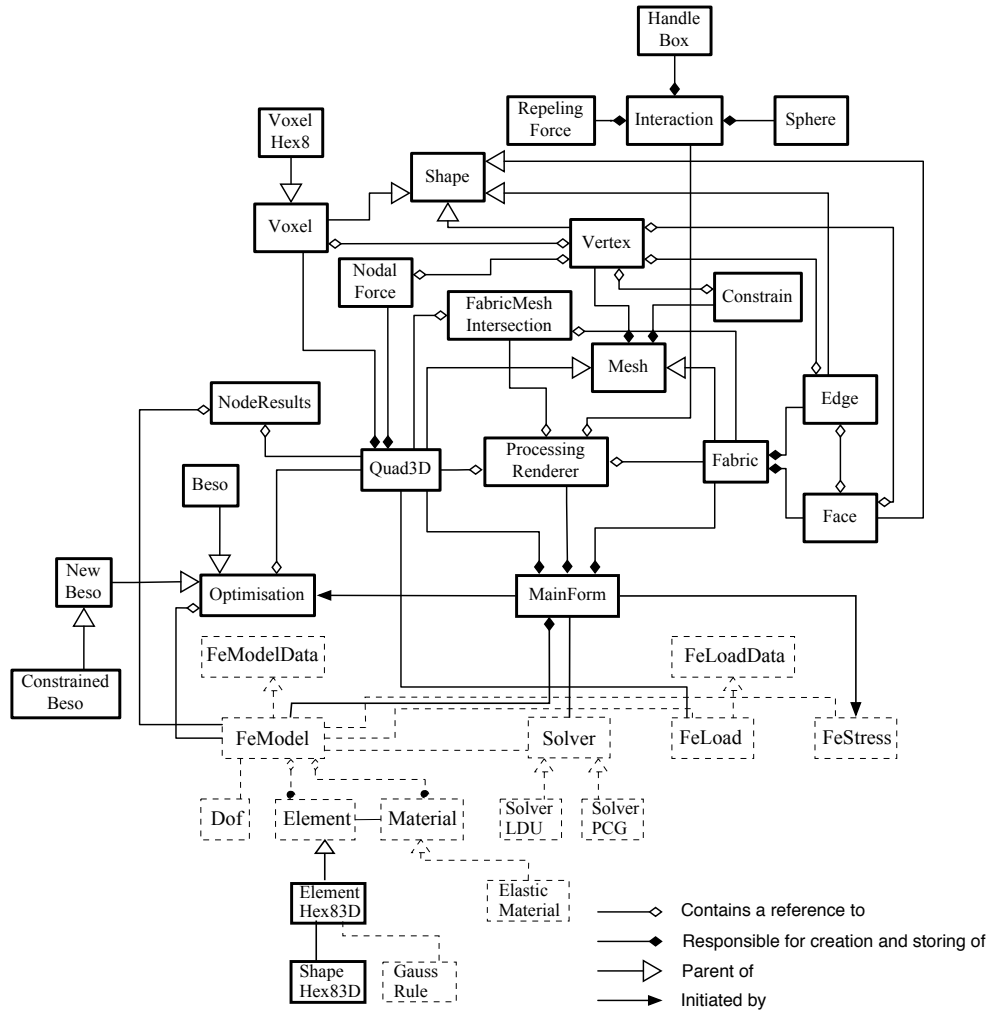 Handle
Box
Repeling
Force
Interaction
Sphere
Voxel
Hex8
Shape
Voxel
Vertex
Nodal
Force
FabricMesh
Intersection
Constrain
Mesh
NodeResults
Edge
Quad3D
Processing
Renderer
Fabric
Beso
Face
New
Beso
Optimisation
MainForm
Constrained
Beso
FeModelData
FeLoadData
FeModel
Solver
FeLoad
FeStress
Dof
Element
Material
Solver
LDU
Solver
PCG
Element
Hex83D
Elastic
Material
Shape
Hex83D
Gauss
Rule
Contains a reference to
Responsible for creation and storing of
Parent of
Initiated by